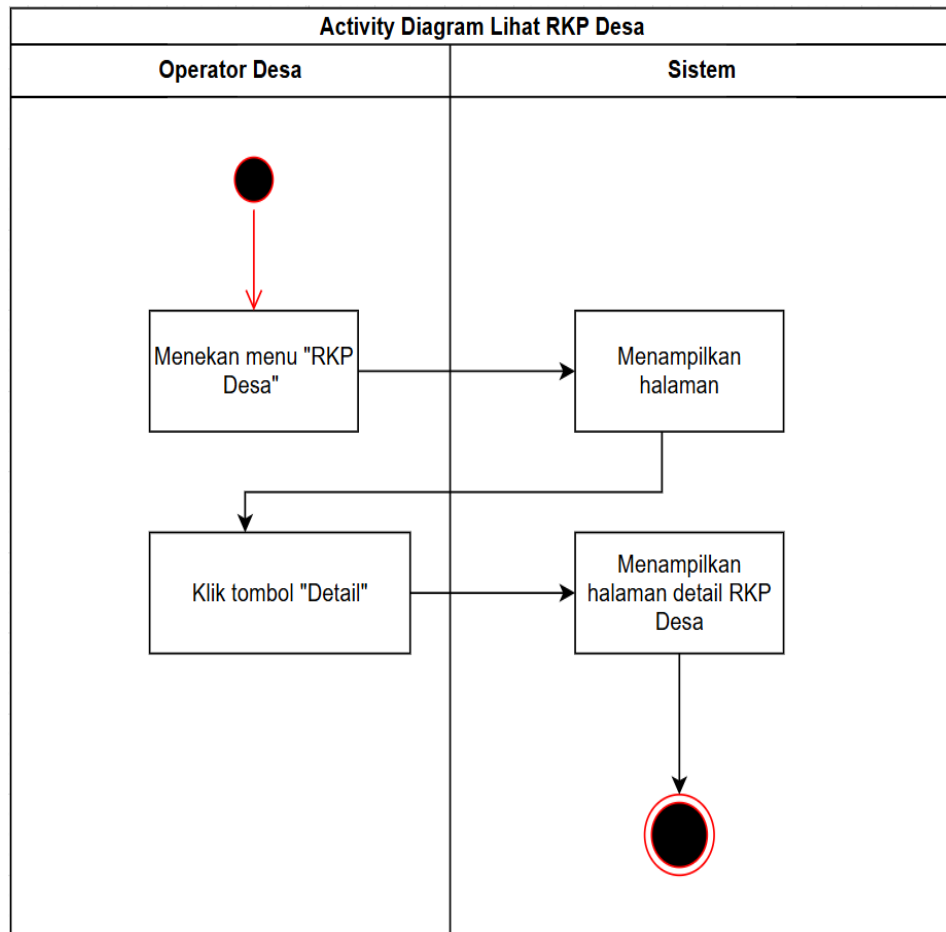 Activity Diagram Lihat RKP Desa
Operator Desa
Sistem
Menekan menu "RKP
Desa"
Menampilkan
halaman
Klik tombol "Detail"
Menampilkan
halaman detail RKP
Desa